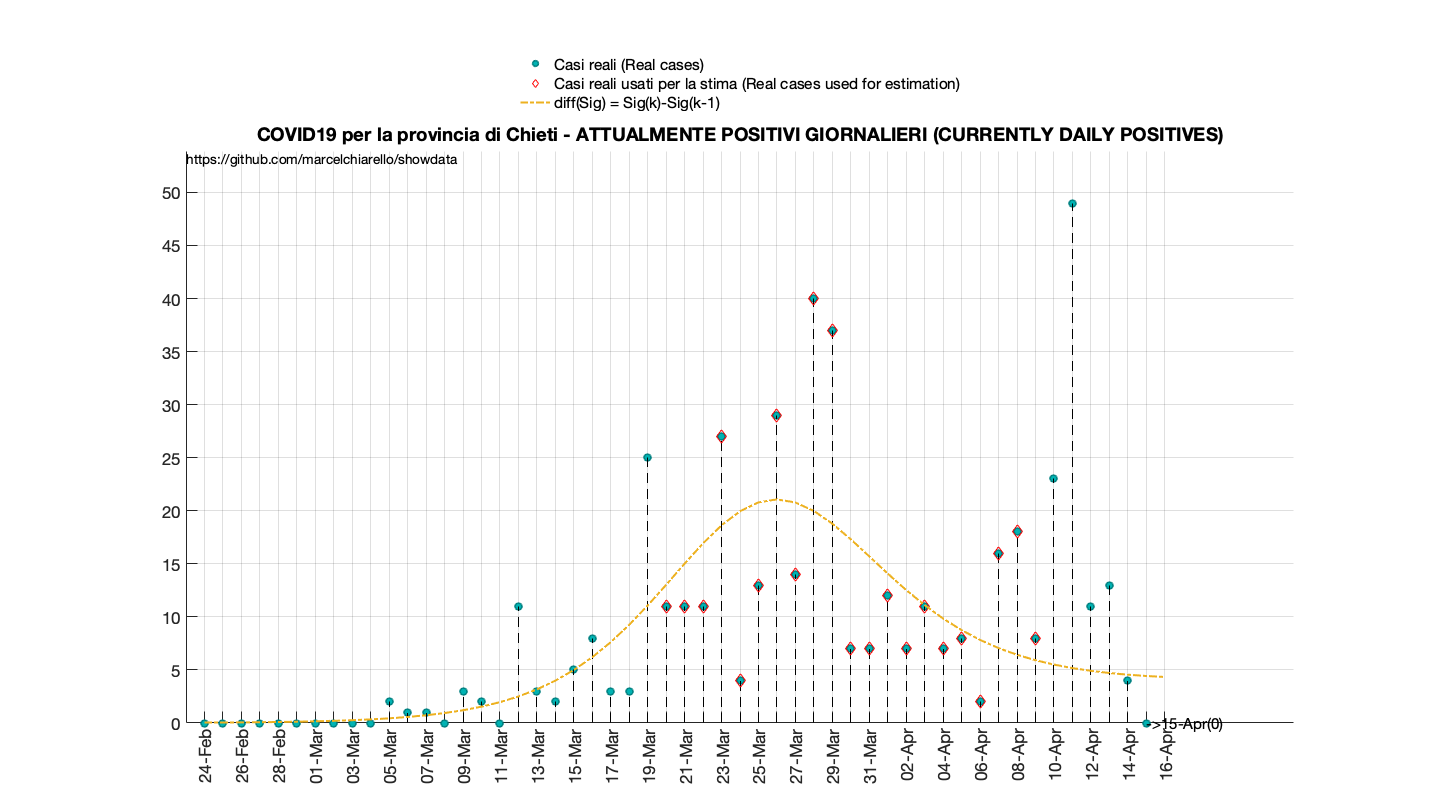 Casi reali (Real cases)
Casi reali usati per la stima (Real cases used for estimation)
diff(Sig) = Sig(k)-Sig(k-1)
COVID19 per la provincia di Chieti - ATTUALMENTE POSITIVI GIORNALIERI (CURRENTLY DAILY POSITIVES)
https://github.com/marcelchiarello/showdata
50
45
40
35
30
25
20
15
10
5
0
->15-Apr(0)
24-Feb
26-Feb
28-Feb
01-Mar
03-Mar
05-Mar
07-Mar
09-Mar
11-Mar
13-Mar
15-Mar
17-Mar
19-Mar
21-Mar
23-Mar
25-Mar
27-Mar
29-Mar
31-Mar
02-Apr
04-Apr
06-Apr
08-Apr
10-Apr
12-Apr
14-Apr
16-Apr